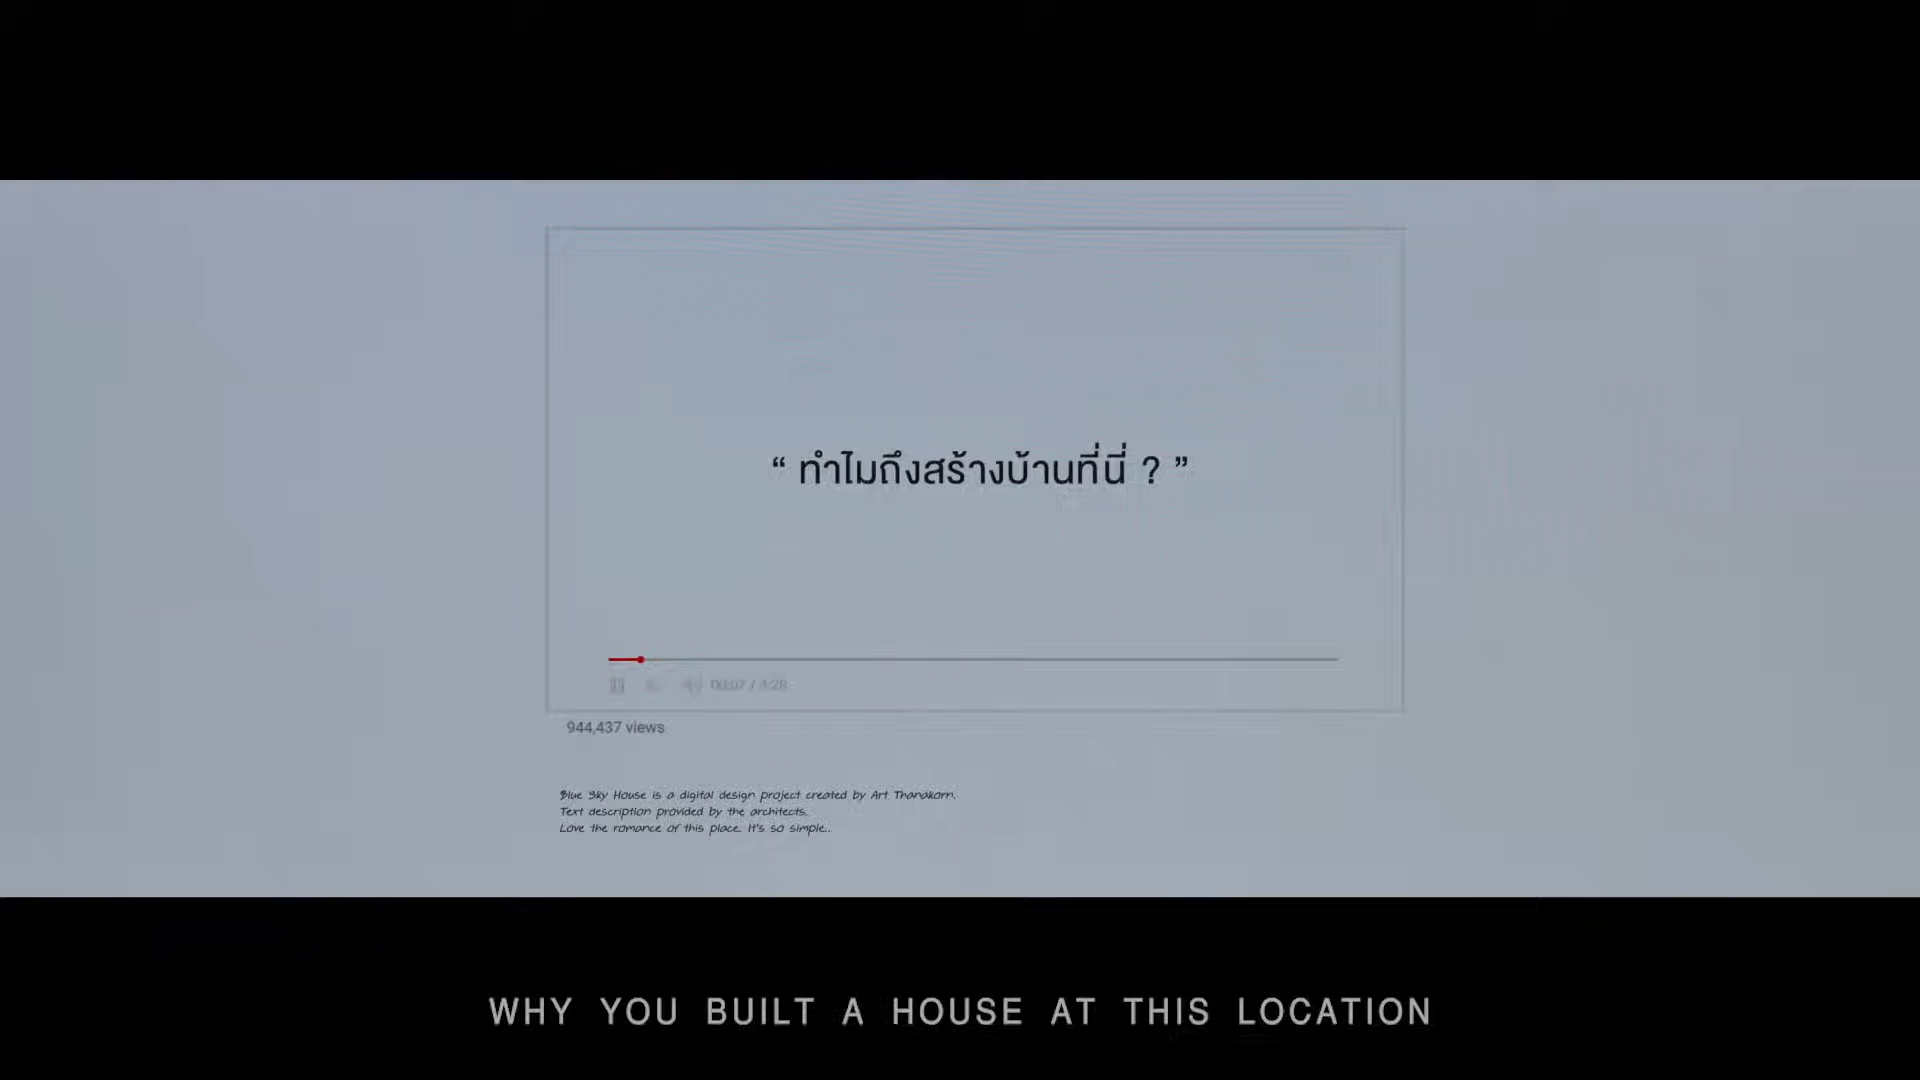 “ ทำไมถึงสร้างบ้านที่นี่ ? ”
944,437 views
Blue Sky House is a digital design project created by Art Thanakorn.
Text description provided by the architects.
Love the romance of this place. It's so simple..
WHY YOU BUILT A HOUSE AT THIS LOCATION